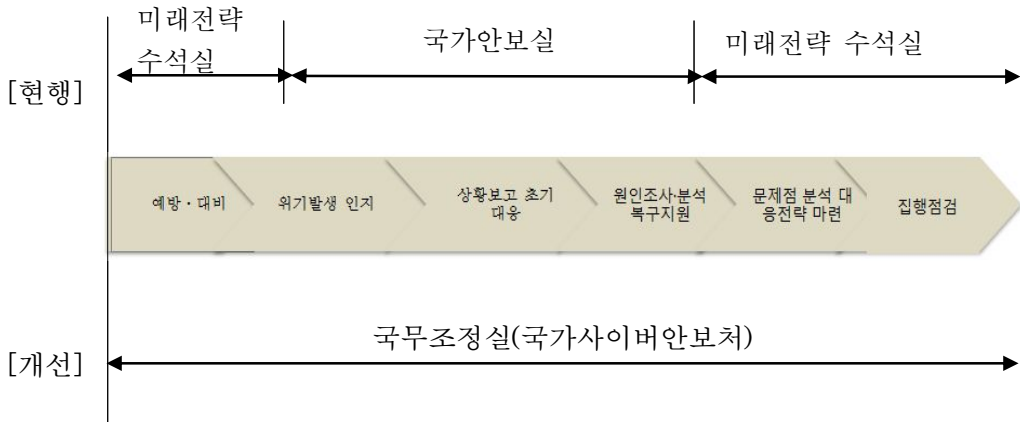 미래전략
수석실
국가안보실
미래전략 수석실
[현행]
예방·대비
위기발생 인지
상황보고 초기
대응
원인조사·분석
복구지원
문제점 분석 대
응전략 마련
집행점검
국무조정실(국가사이버안보처)
[개선]